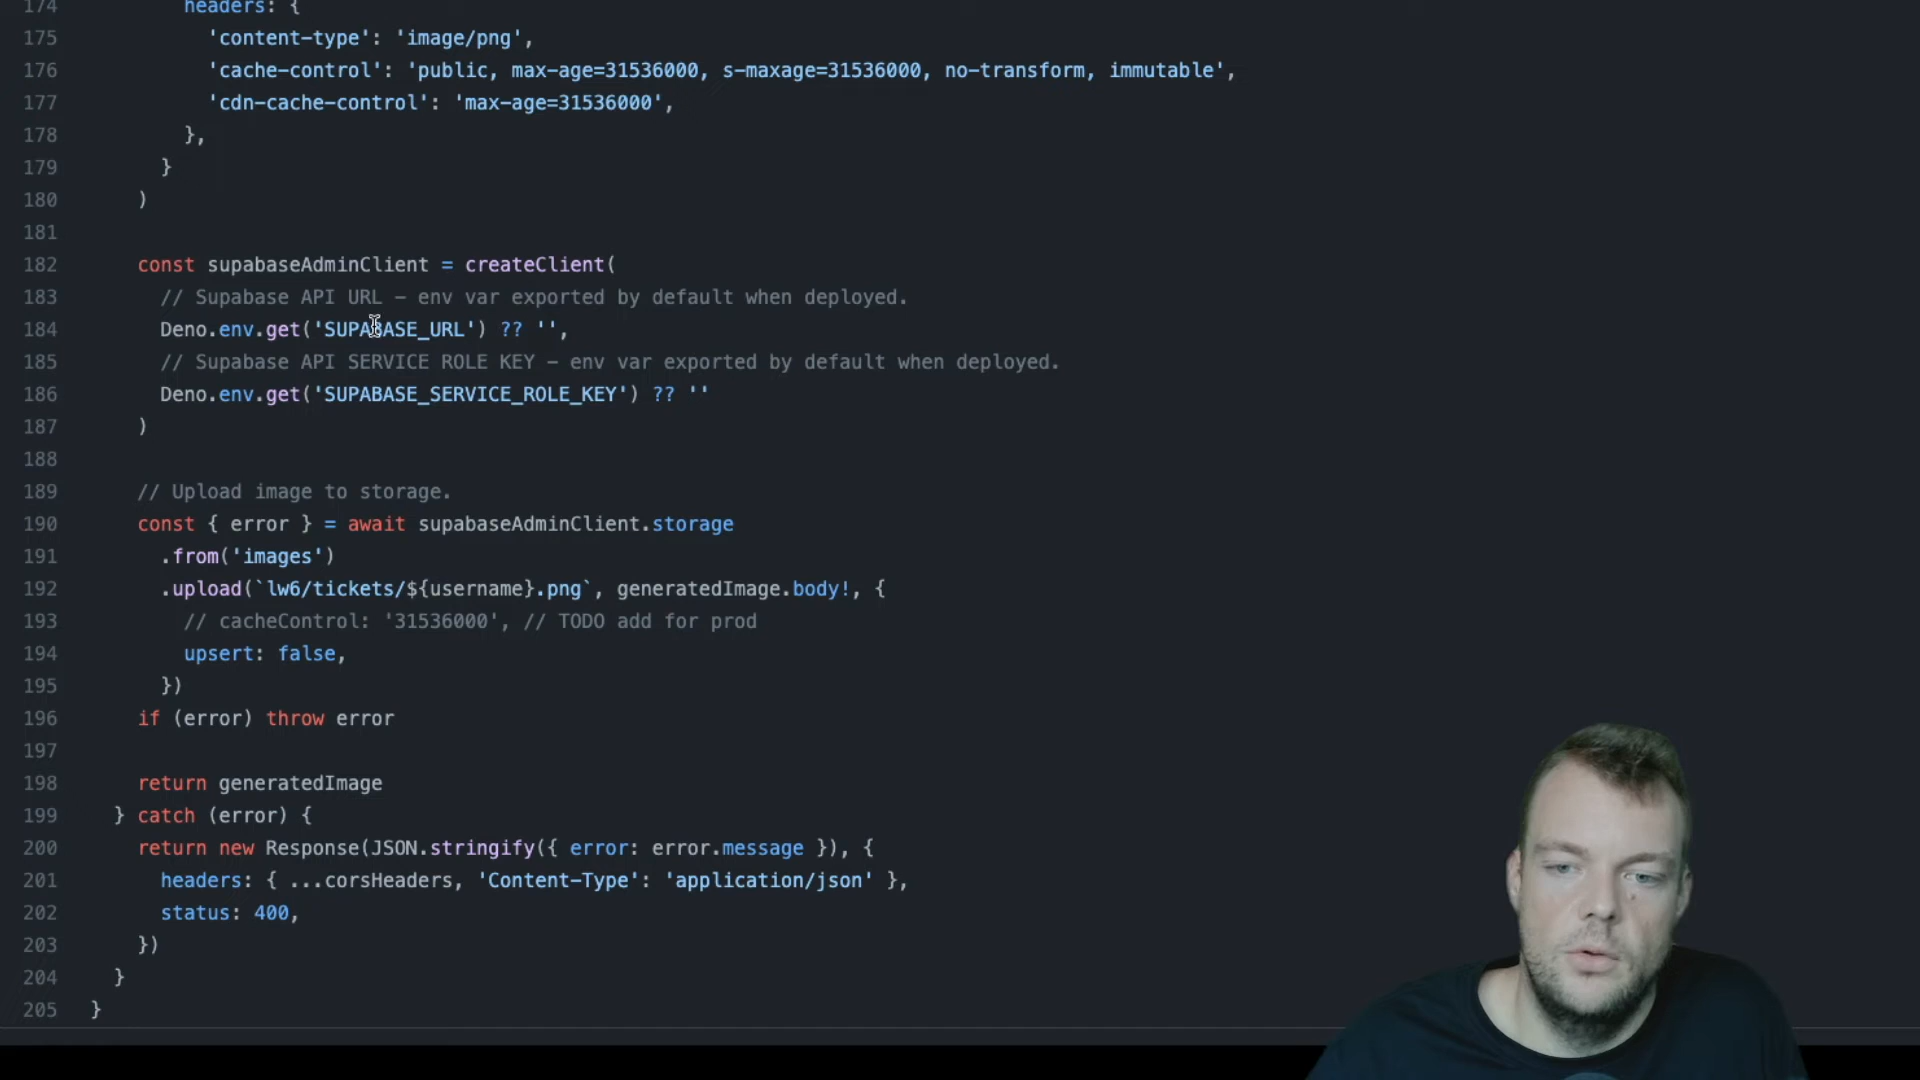 174 headers: {
175 'content-type': 'image/png',
176 'cache-control': 'public, max-age=31536000, s-maxage=31536000, no-transform, immutable',
177 'cdn-cache-control': 'max-age=31536000',
178 },
179 }
180 )
181
182 const supabaseAdminClient = createClient(
183 // Supabase API URL - env var exported by default when deployed.
184 Deno.env.get('SUPABASE_URL') ?? '',
185 // Supabase API SERVICE ROLE KEY - env var exported by default when deployed.
186 Deno.env.get('SUPABASE_SERVICE_ROLE_KEY') ?? ''
187 )
188
189 // Upload image to storage.
190 const { error } = await supabaseAdminClient.storage
191 .from('images')
192 .upload(`lw6/tickets/${username}.png`, generatedImage.body!, {
193 // cacheControl: '31536000', // TODO add for prod
194 upsert: false,
195 })
196 if (error) throw error
197
198 return generatedImage
199 } catch (error) {
200 return new Response(JSON.stringify({ error: error.message }), {
201 headers: { ...corsHeaders, 'Content-Type': 'application/json' },
202 status: 400,
203 })
204 }
205 }